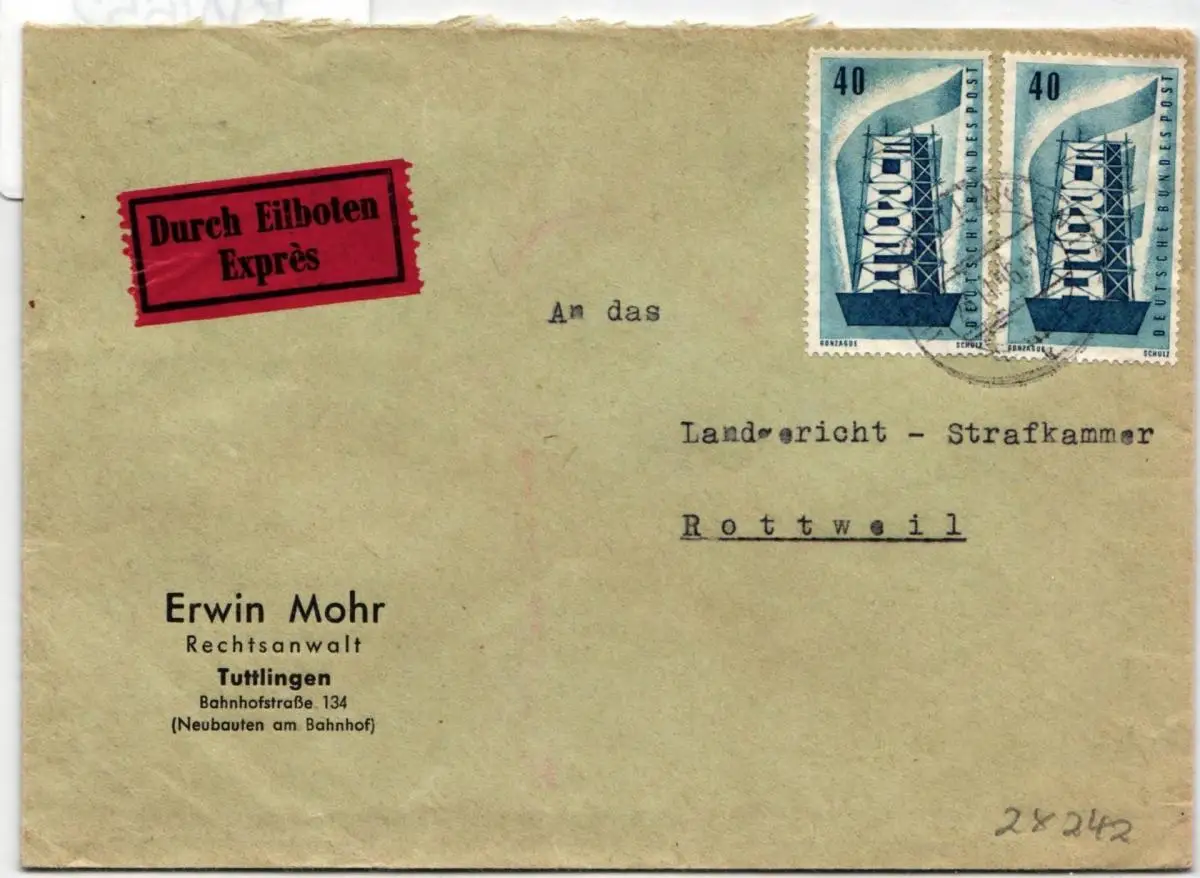 40
DEUTSCHE BUNDESPOST
GONZAGUE
SCHULZ
40
DEUTSCHE BUNDESPOST
GONZAGUE
SCHULZ
Durch Eilboten
Exprès
An das
Landgericht - Strafkammer
Rottweil
Erwin Mohr
Rechtsanwalt
Tuttlingen
Bahnhofstraße 134
(Neubauten am Bahnhof)
2x242